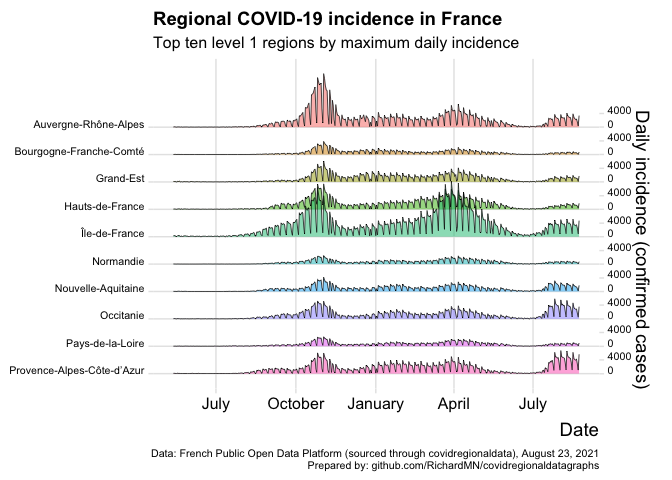 Regional COVID-19 incidence in France
Top ten level 1 regions by maximum daily incidence
Auvergne-Rhône-Alpes
4000
0
Bourgogne-Franche-Comté
4000
0
Grand-Est
4000
0
Hauts-de-France
4000
0
Île-de-France
4000
0
Normandie
4000
0
Nouvelle-Aquitaine
4000
0
Occitanie
4000
0
Pays-de-la-Loire
4000
0
Provence-Alpes-Côte-d'Azur
4000
0
Daily incidence (confirmed cases)
July October January April July
Date
Data: French Public Open Data Platform (sourced through covidregionaldata), August 23, 2021
Prepared by: github.com/RichardMN/covidregionaldatagraphs